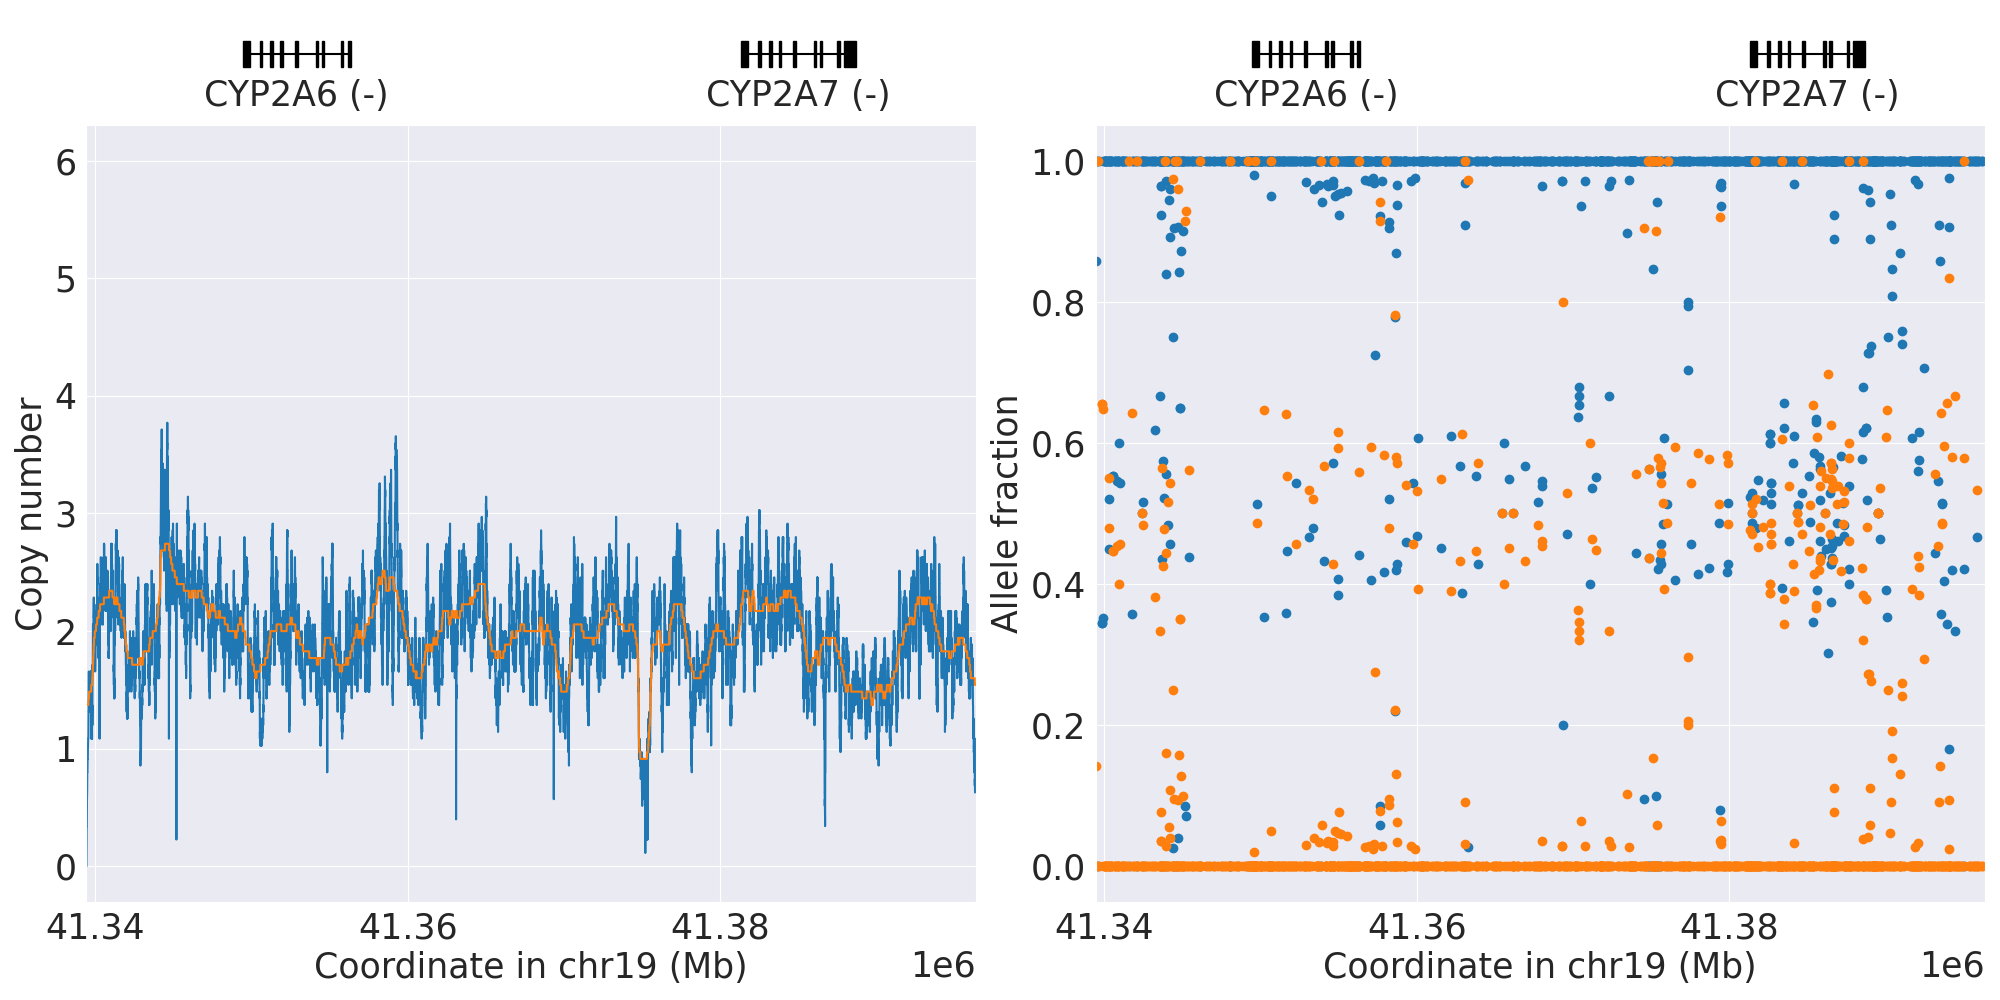 CYP2A6 (-) CYP2A7 (-)
6
5
4
3
2
1
0
Copy number
41.34 41.36 41.38
Coordinate in chr19 (Mb) 1e6
CYP2A6 (-) CYP2A7 (-)
1.0
0.8
0.6
0.4
0.2
0.0
Allele fraction
41.34 41.36 41.38
Coordinate in chr19 (Mb) 1e6